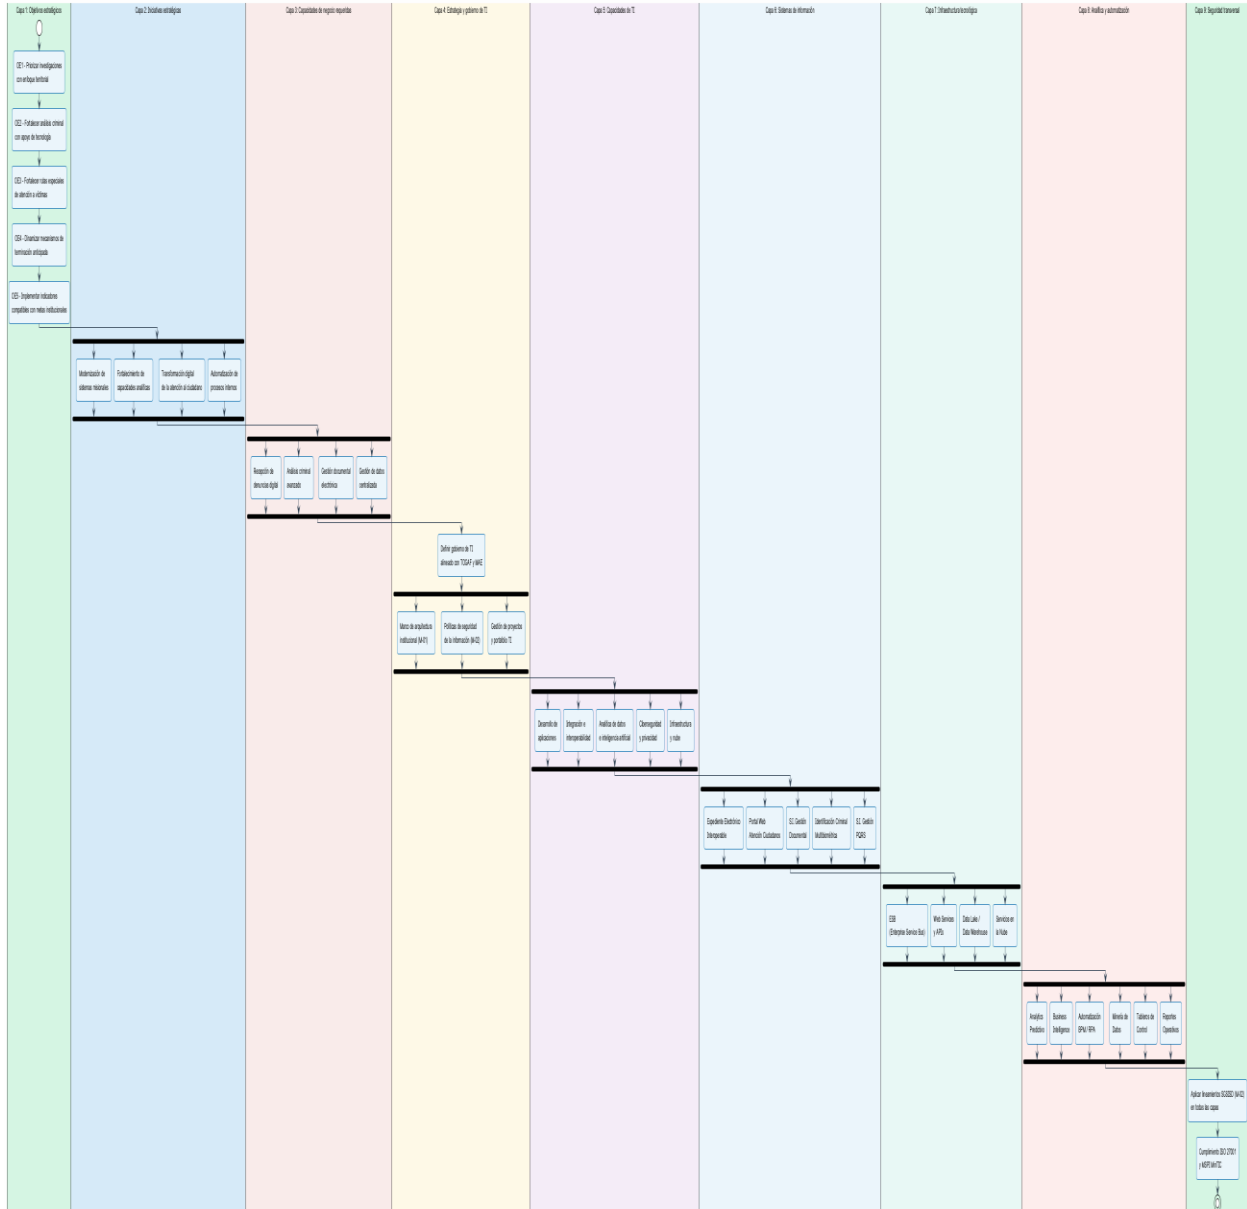 Capa 1: Objetivos estratégicos
Capa 2: Iniciativas estratégicas
Capa 3: Capacidades de negocio requeridas
Capa 4: Estrategia y gobierno de TI
Capa 5: Capacidades de TI
Capa 6: Sistemas de información
Capa 7: Infraestructura tecnológica
Capa 8: Analítica y automatización
Capa 9: Seguridad transversal
OE1 - Priorizar investigaciones
con enfoque territorial
OE2 - Fortalecer análisis criminal
con apoyo de tecnología
OE3 - Fortalecer rutas especiales
de atención a víctimas
OE4 - Dinamizar mecanismos de
terminación anticipada
OE5 - Implementar indicadores
compatibles con metas institucionales
Modernización de
sistemas misionales
Fortalecimiento de
capacidades analíticas
Transformación digital
de la atención al ciudadano
Automatización de
procesos internos
Recepción de
denuncias digital
Análisis criminal
avanzado
Gestión documental
electrónica
Gestión de datos
centralizada
Definir gobierno de TI
alineado con TOGAF y MAE
Marco de arquitectura
institucional (M-01)
Políticas de seguridad
de la información (M-02)
Gestión de proyectos
y portafolio TI
Desarrollo de
aplicaciones
Integración e
interoperabilidad
Analítica de datos
e inteligencia artificial
Ciberseguridad
y privacidad
Infraestructura
y nube
Expediente Electrónico
Interoperable
Portal Web
Atención Ciudadanos
S.I. Gestión
Documental
Identificación Criminal
Multibiométrica
S.I. Gestión
PQRS
ESB
(Enterprise Service Bus)
Web Services
y APIs
Data Lake /
Data Warehouse
Servicios en
la Nube
Analytics
Predictivo
Business
Intelligence
Automatización
BPM / RPA
Minería de
Datos
Tableros de
Control
Reportes
Operativos
Aplicar lineamientos SGSI (M-02)
en todas las capas
Cumplimiento ISO 27001
y MSPI MinTIC